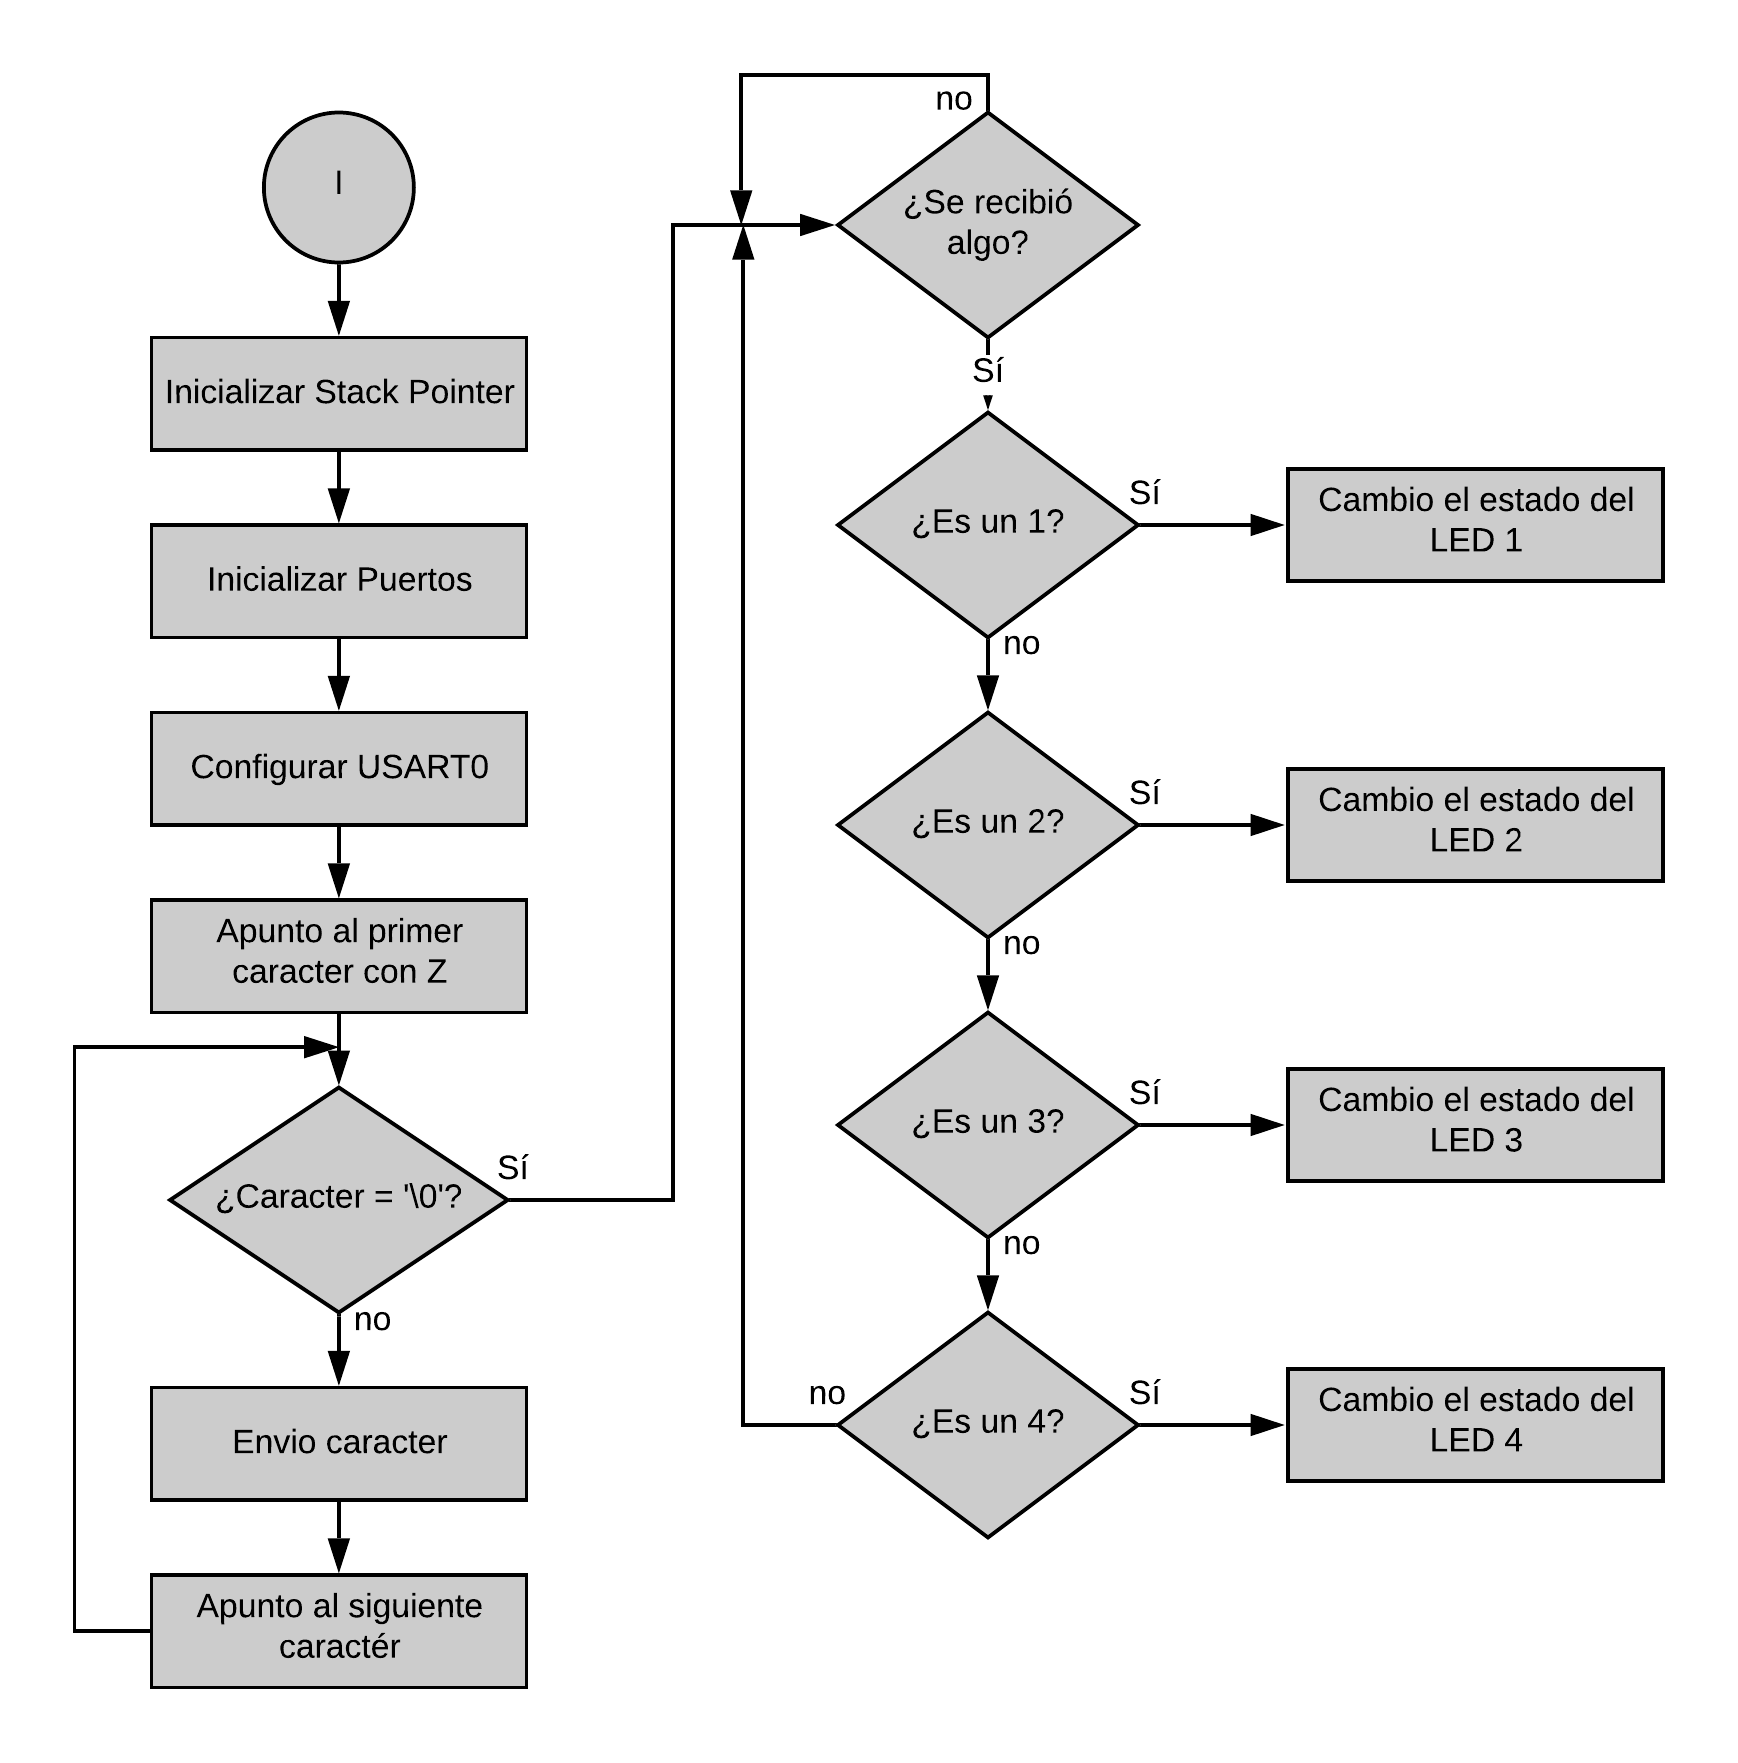 I
Inicializar Stack Pointer
Inicializar Puertos
Configurar USART0
Apunto al primer
caracter con Z
¿Caracter = '\0'?
Sí
no
Envio caracter
Apunto al siguiente
caractér
no
¿Se recibió
algo?
Sí
¿Es un 1?
Sí
Cambio el estado del
LED 1
no
¿Es un 2?
Sí
Cambio el estado del
LED 2
no
¿Es un 3?
Sí
Cambio el estado del
LED 3
no
¿Es un 4?
no
Sí
Cambio el estado del
LED 4